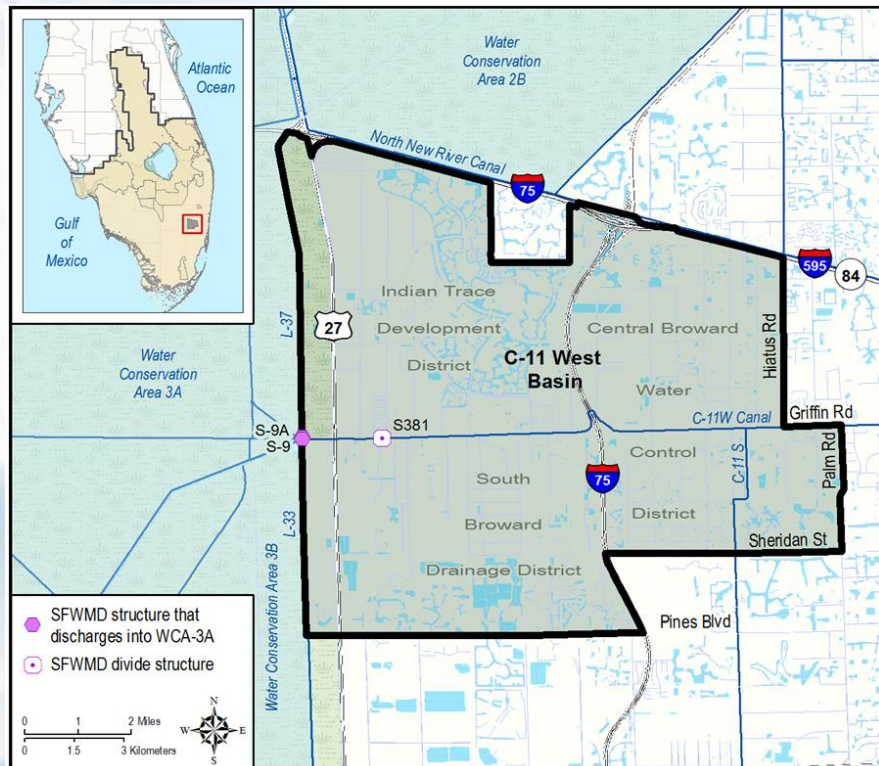 Atlantic
Ocean
Gulf
of
Mexico
Water
Conservation
Area 2B
North New River Canal
75
595
84
Indian Trace
Development
District
27
L-37
C-11 West
Basin
Central Broward
Water
Control
District
Hiatus Rd
Water
Conservation
Area 3A
S-9A
S-9
S381
C-11W Canal
Griffin Rd
Palm Rd
C-11 S
75
South
Broward
Drainage District
Sheridan St
L-33
Water Conservation Area 3B
Pines Blvd
SFWMD structure that
discharges into WCA-3A
SFWMD divide structure
0 1 2 Miles
0 1.5 3 Kilometers
N
W E
S